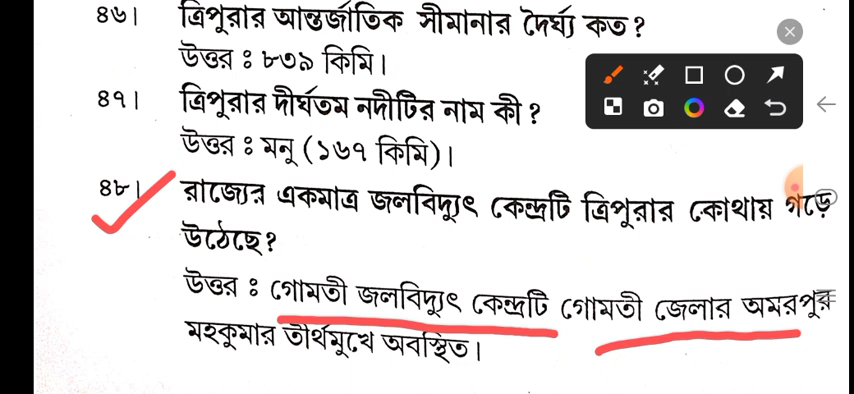 ৪৬। ত্রিপুরার আন্তর্জাতিক সীমানার দৈর্ঘ্য কত?
উত্তর : ৮৩৯ কিমি।
৪৭। ত্রিপুরার দীর্ঘতম নদীটির নাম কী?
উত্তর : মনু (১৬৭ কিমি)।
৪৮। রাজ্যের একমাত্র জলবিদ্যুৎ কেন্দ্রটি ত্রিপুরার কোথায় গড়ে
উঠেছে?
উত্তর : গোমতী জলবিদ্যুৎ কেন্দ্রটি গোমতী জেলার অমরপুর
মহকুমার তীর্থমুখে অবস্থিত।